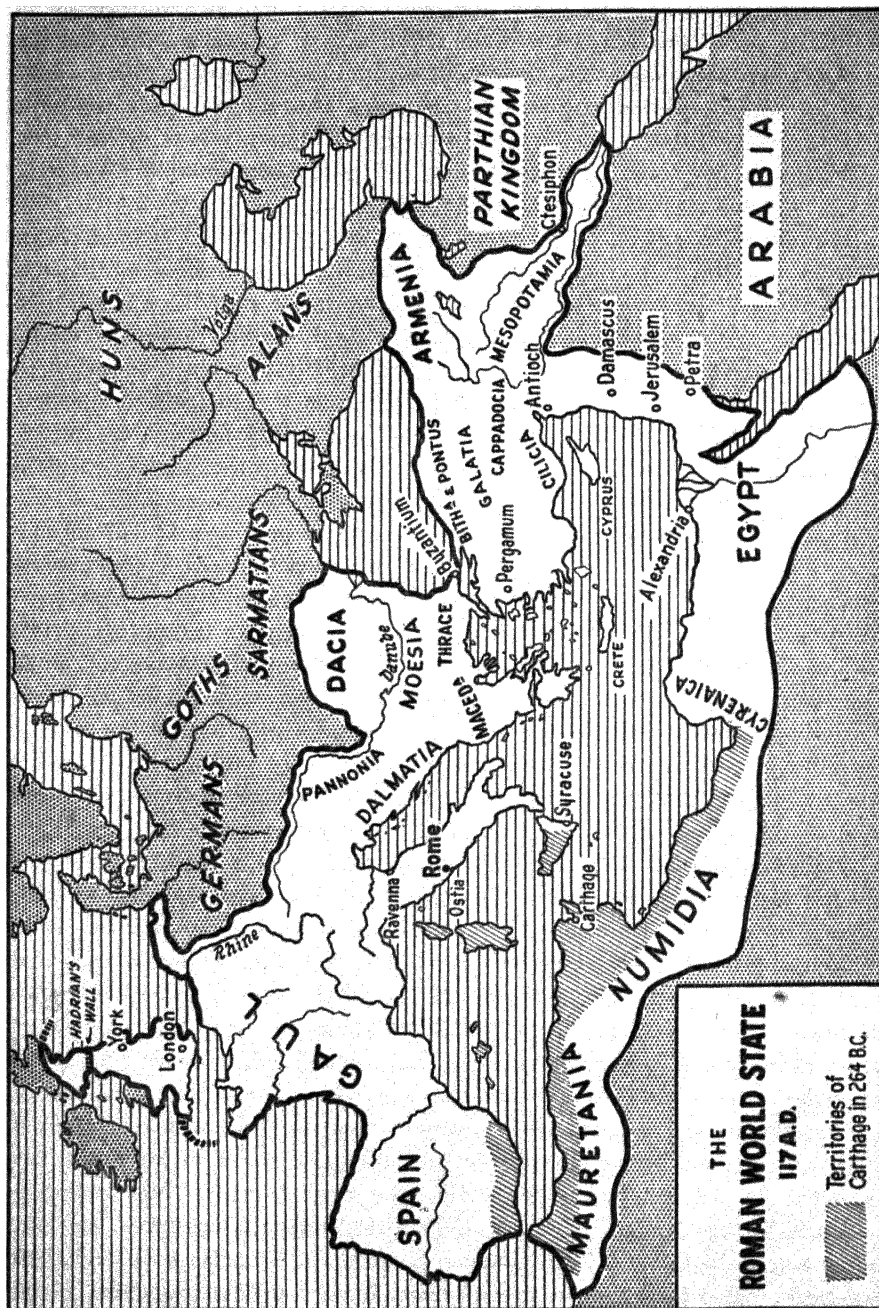 HUNS
Volga
ALANS
GOTHS
SARMATIANS
GERMANS
HADRIAN'S
WALL
York
London
Rhine
GAUL
SPAIN
DACIA
Danube
MOESIA
PANNONIA
DALMATIA
THRACE
MACEDA
Byzantium
BITHA & PONTUS
GALATIA
CAPPADOCIA
CILICIA
Pergamum
ARMENIA
PARTHIAN
KINGDOM
Ctesiphon
MESOPOTAMIA
Antioch
Damascus
Jerusalem
Petra
ARABIA
Ravenna
Rome
Ostia
Syracuse
Carthage
CRETE
CYPRUS
Alexandria
EGYPT
CYRENAICA
NUMIDIA
MAURETANIA
THE
ROMAN WORLD STATE
117 A.D.
Territories of
Carthage in 264 B.C.